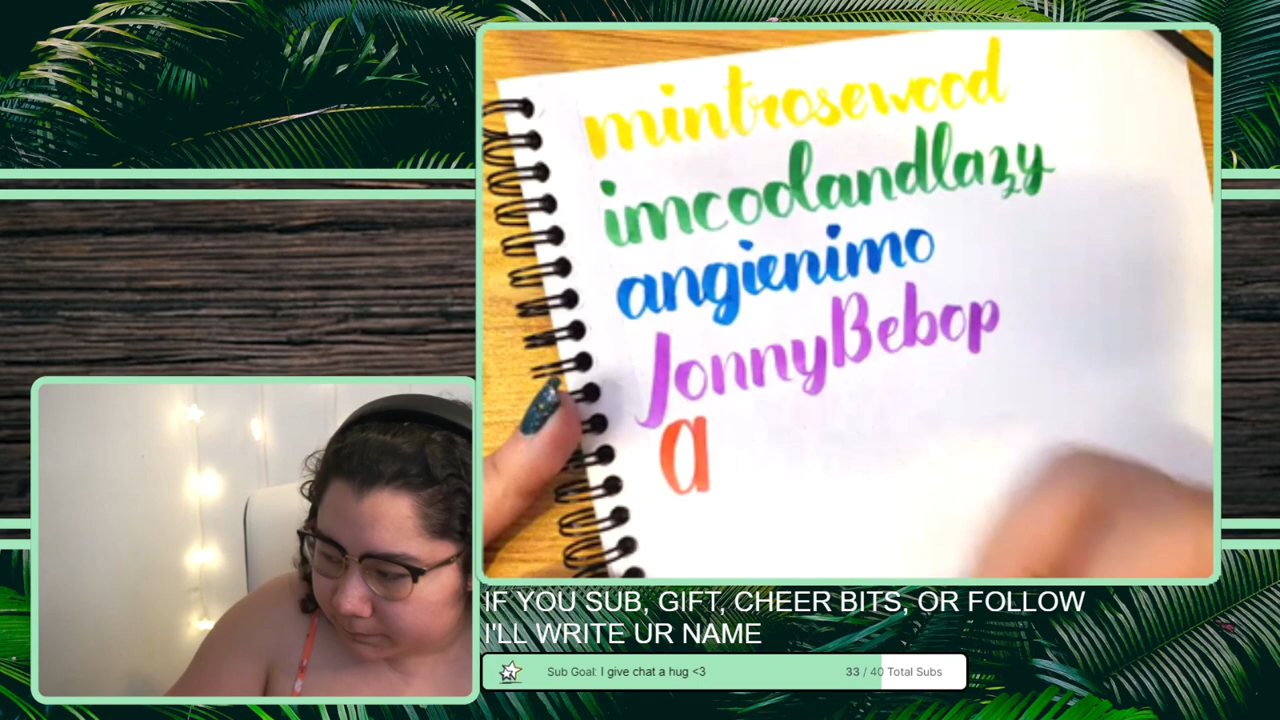 mintrosewood
imcoolandlazy
angienimo
JonnyBebop
a
IF YOU SUB, GIFT, CHEER BITS, OR FOLLOW
I'LL WRITE UR NAME
Sub Goal: I give chat a hug <3 33 / 40 Total Subs